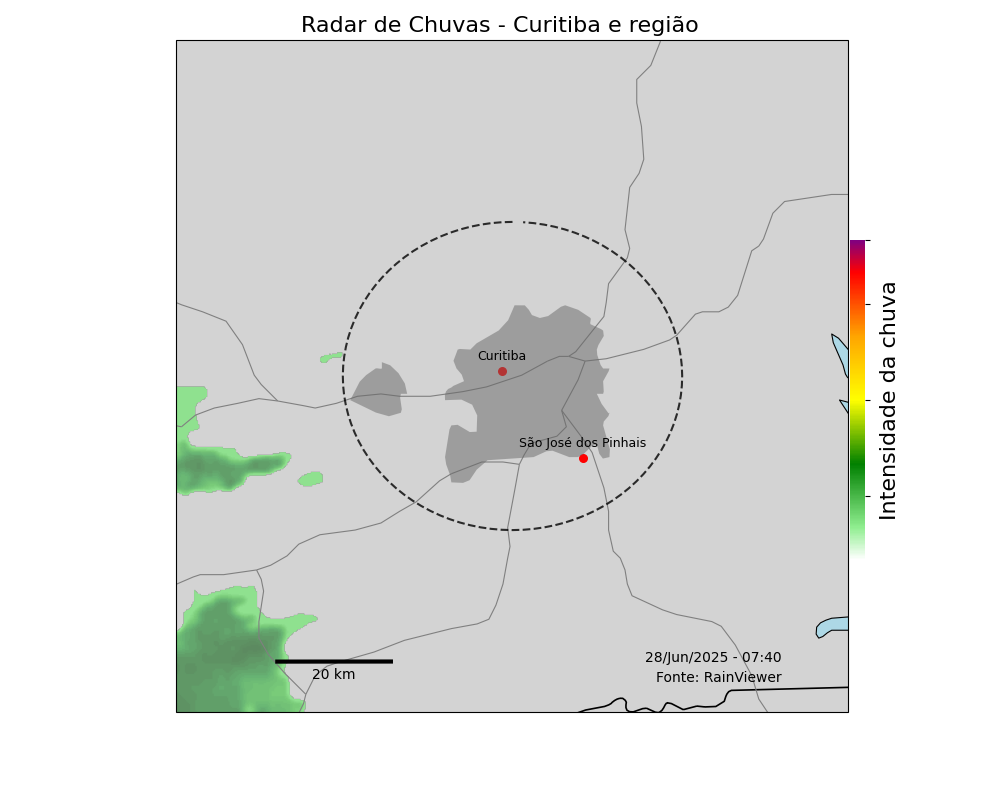 Radar de Chuvas - Curitiba e região
Curitiba
São José dos Pinhais
Intensidade da chuva
28/Jun/2025 - 07:40
20 km
Fonte: RainViewer